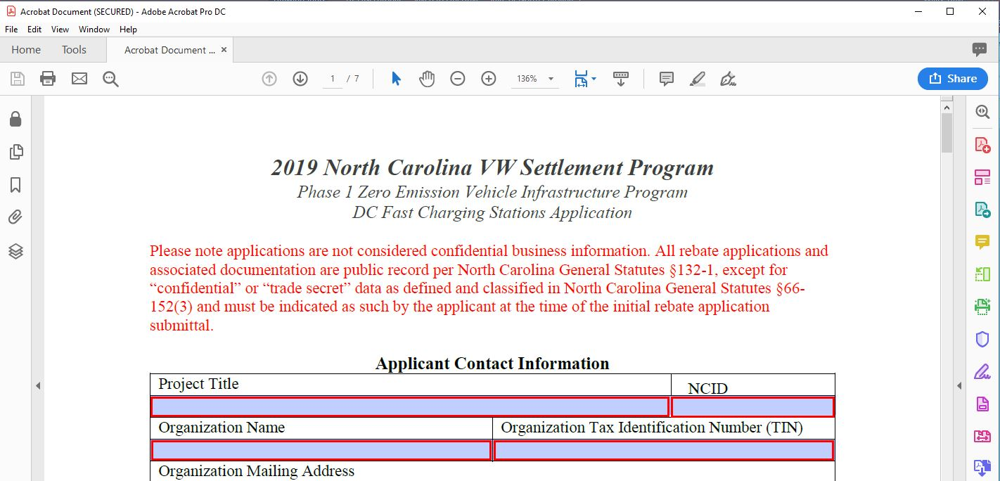 Acrobat Document (SECURED) - Adobe Acrobat Pro DC
File Edit View Window Help
Home Tools Acrobat Document ... ×
1 / 7 136% Share
2019 North Carolina VW Settlement Program
Phase 1 Zero Emission Vehicle Infrastructure Program
DC Fast Charging Stations Application
Please note applications are not considered confidential business information. All rebate applications and
associated documentation are public record per North Carolina General Statutes §132-1, except for
“confidential” or “trade secret” data as defined and classified in North Carolina General Statutes §66-
152(3) and must be indicated as such by the applicant at the time of the initial rebate application
submittal.
Applicant Contact Information
Project Title NCID
Organization Name Organization Tax Identification Number (TIN)
Organization Mailing Address